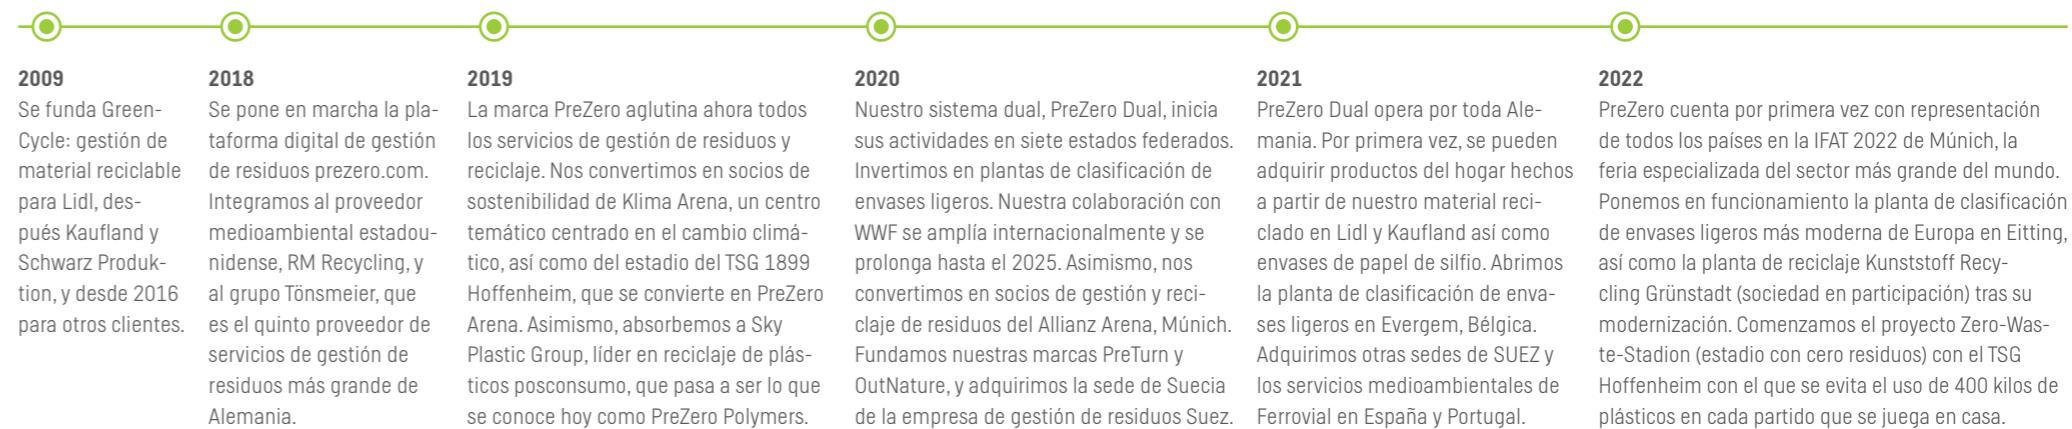 2009
Se funda Green-
Cycle: gestión de
material reciclable
para Lidl, des-
pués Kaufland y
Schwarz Produk-
tion, y desde 2016
para otros clientes.
2018
Se pone en marcha la pla-
taforma digital de gestión
de residuos prezero.com.
Integramos al proveedor
medioambiental estadou-
nidense, RM Recycling, y
al grupo Tönsmeier, que
es el quinto proveedor de
servicios de gestión de
residuos más grande de
Alemania.
2019
La marca PreZero aglutina ahora todos
los servicios de gestión de residuos y
reciclaje. Nos convertimos en socios de
sostenibilidad de Klima Arena, un centro
temático centrado en el cambio climá-
tico, así como del estadio del TSG 1899
Hoffenheim, que se convierte en PreZero
Arena. Asimismo, absorbemos a Sky
Plastic Group, líder en reciclaje de plás-
ticos posconsumo, que pasa a ser lo que
se conoce hoy como PreZero Polymers.
2020
Nuestro sistema dual, PreZero Dual, inicia
sus actividades en siete estados federados.
Invertimos en plantas de clasificación de
envases ligeros. Nuestra colaboración con
WWF se amplía internacionalmente y se
prolonga hasta el 2025. Asimismo, nos
convertimos en socios de gestión y reci-
claje de residuos del Allianz Arena, Múnich.
Fundamos nuestras marcas PreTurn y
OutNature, y adquirimos la sede de Suecia
de la empresa de gestión de residuos Suez.
2021
PreZero Dual opera por toda Ale-
mania. Por primera vez, se pueden
adquirir productos del hogar hechos
a partir de nuestro material reci-
clado en Lidl y Kaufland así como
envases de papel de silfio. Abrimos
la planta de clasificación de enva-
ses ligeros en Evergem, Bélgica.
Adquirimos otras sedes de SUEZ y
los servicios medioambientales de
Ferrovial en España y Portugal.
2022
PreZero cuenta por primera vez con representación
de todos los países en la IFAT 2022 de Múnich, la
feria especializada del sector más grande del mundo.
Ponemos en funcionamiento la planta de clasificación
de envases ligeros más moderna de Europa en Eitting,
así como la planta de reciclaje Kunststoff Recy-
cling Grünstadt (sociedad en participación) tras su
modernización. Comenzamos el proyecto Zero-Was-
te-Stadion (estadio con cero residuos) con el TSG
Hoffenheim con el que se evita el uso de 400 kilos de
plásticos en cada partido que se juega en casa.